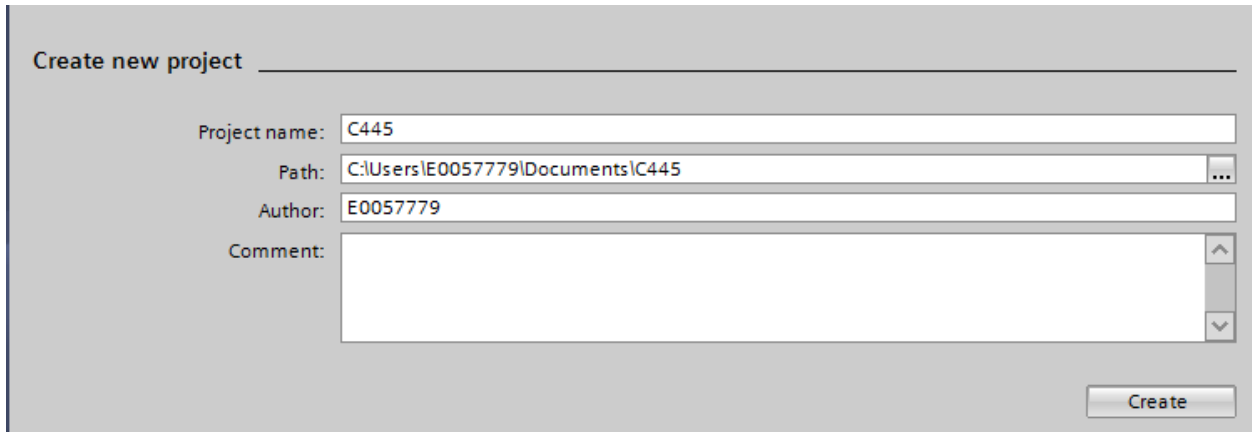 Create new project
Project name: C445
Path: C:\Users\E0057779\Documents\C445 ...
Author: E0057779
Comment:
Create